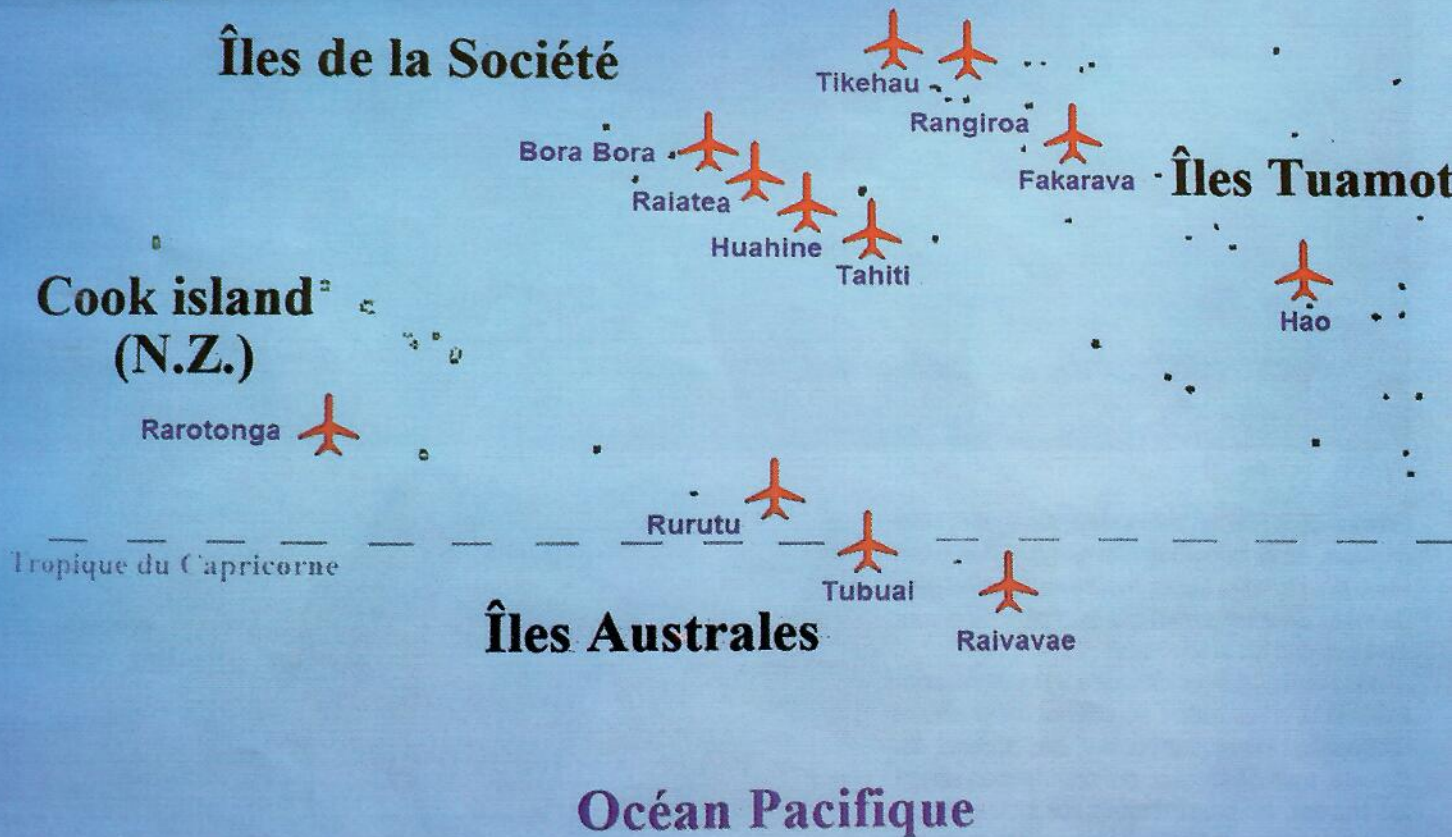 Îles de la Société
Tikehau
Rangiroa
Bora Bora
Fakarava
Îles Tuamot
Raiatea
Huahine
Tahiti
Cook island
(N.Z.)
Hao
Rarotonga
Rurutu
Tropique du Capricorne
Tubuai
Îles Australes
Raivavae
Océan Pacifique